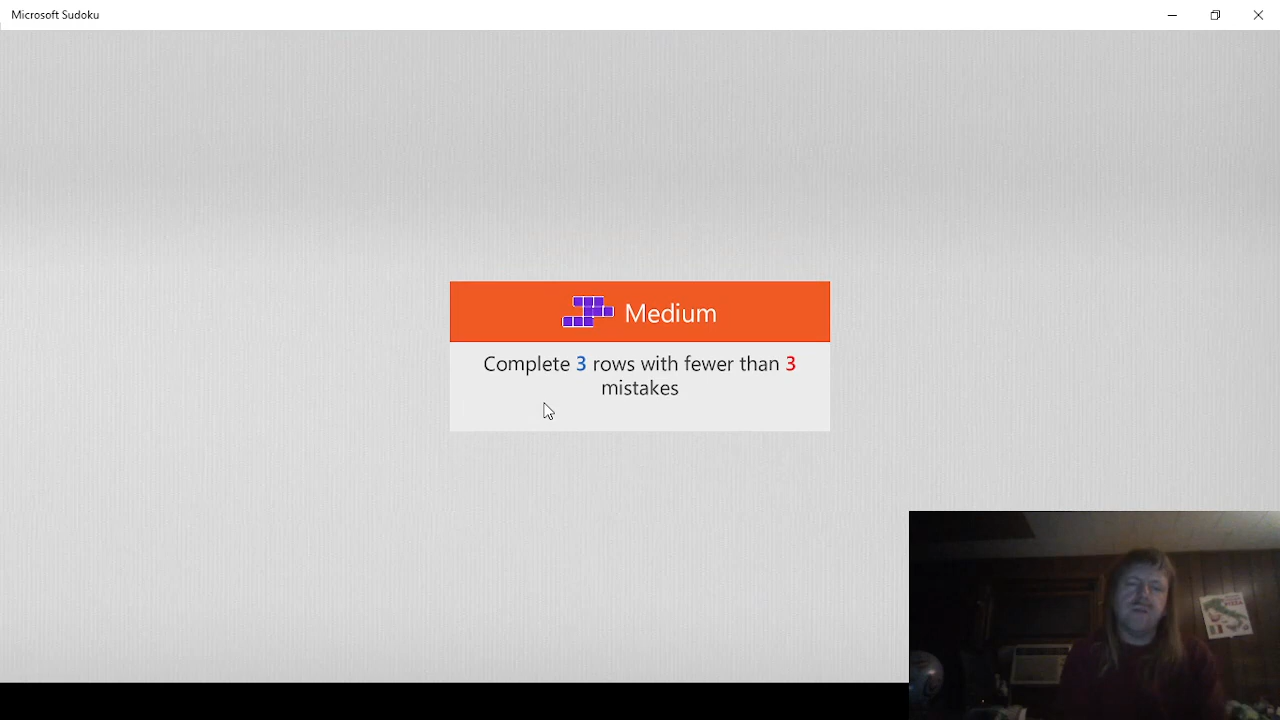 Microsoft Sudoku
Medium
Complete 3 rows with fewer than 3
mistakes